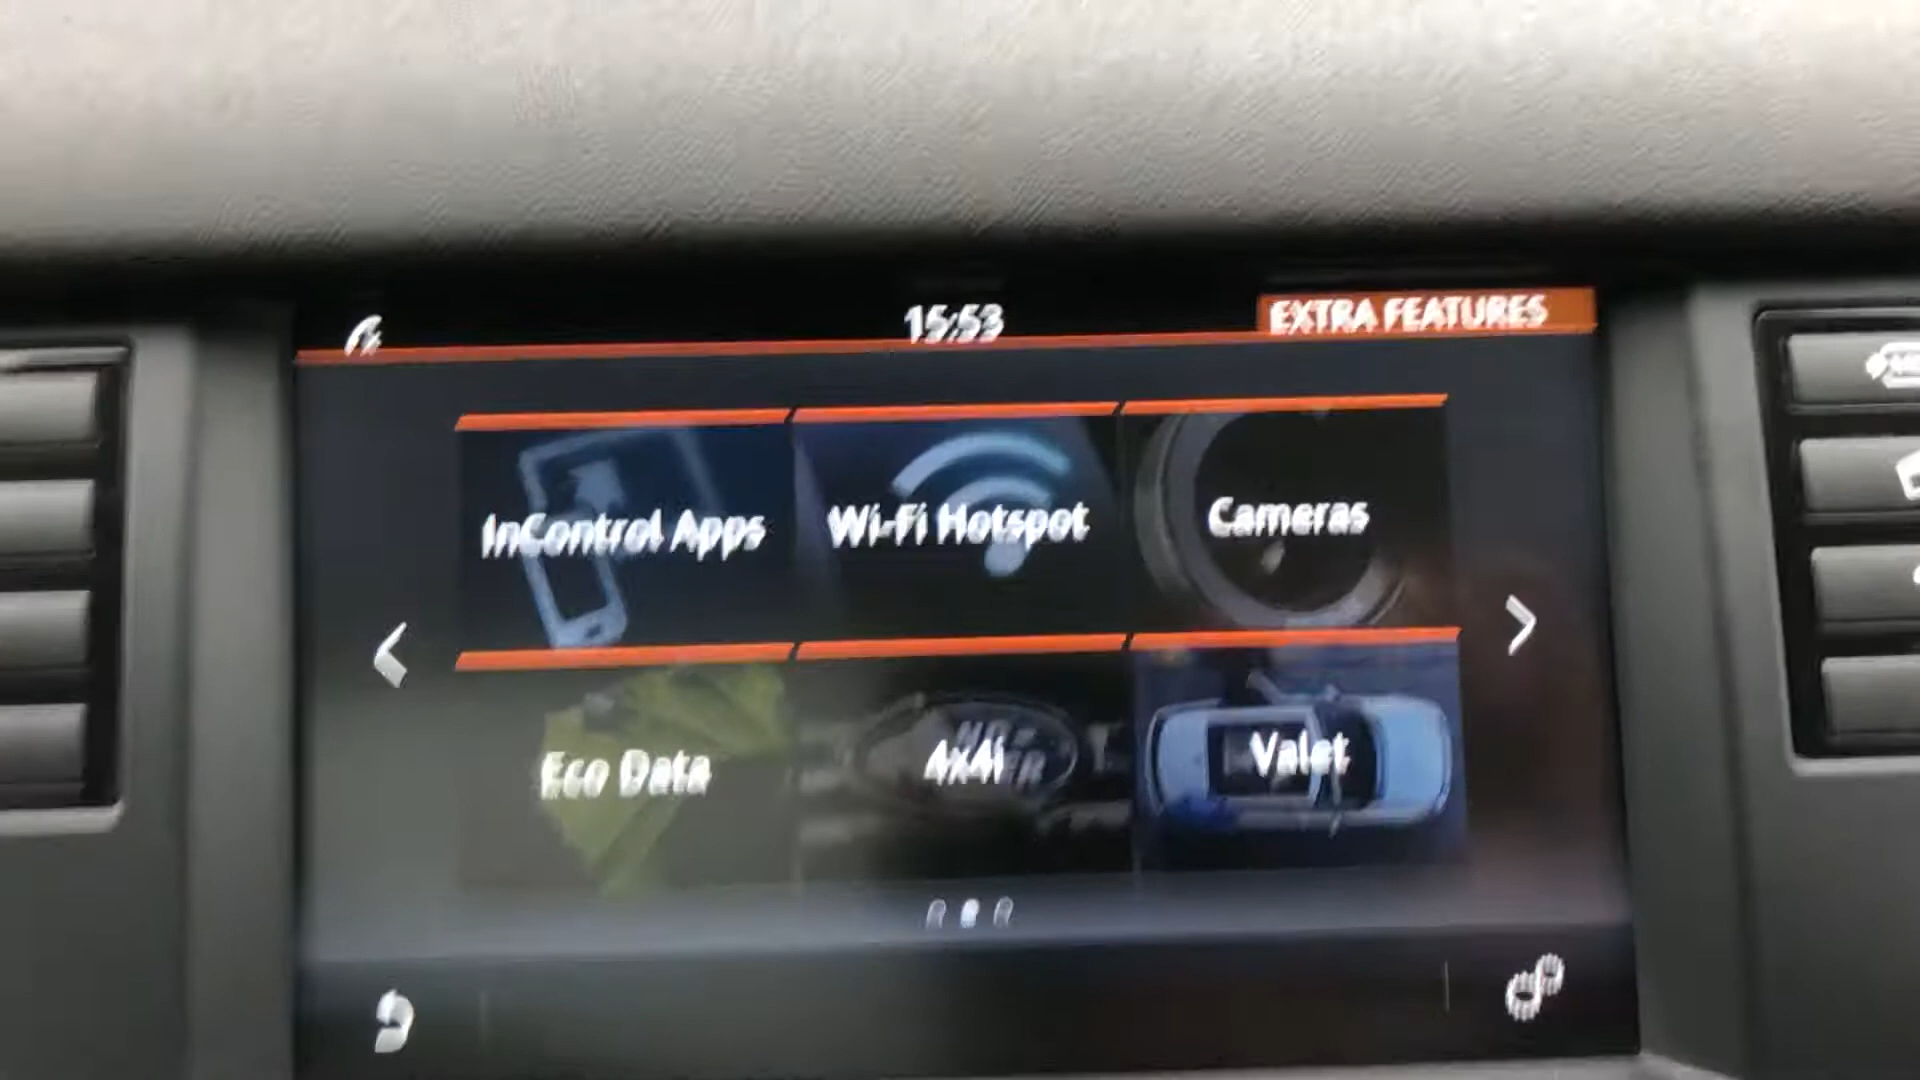 15:53
EXTRA FEATURES
InControl Apps
Wi-Fi Hotspot
Cameras
Eco Data
4x4i
Valet